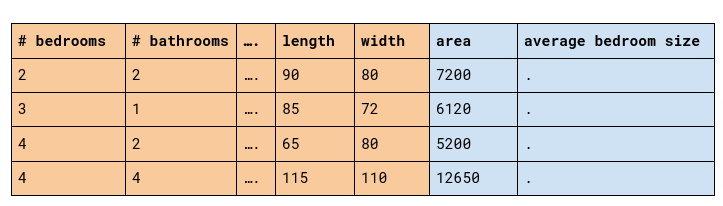 # bedrooms # bathrooms …. length width area average bedroom size
2 2 …. 90 80 7200 .
3 1 …. 85 72 6120 .
4 2 …. 65 80 5200 .
4 4 …. 115 110 12650 .